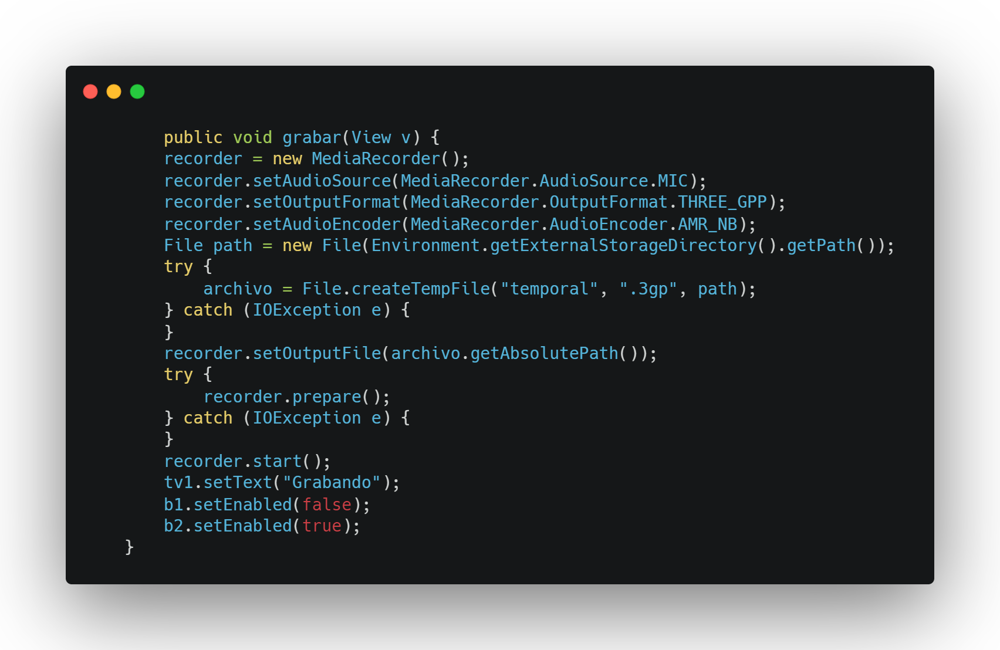 public void grabar(View v) {
recorder = new MediaRecorder();
recorder.setAudioSource(MediaRecorder.AudioSource.MIC);
recorder.setOutputFormat(MediaRecorder.OutputFormat.THREE_GPP);
recorder.setAudioEncoder(MediaRecorder.AudioEncoder.AMR_NB);
File path = new File(Environment.getExternalStorageDirectory().getPath());
try {
archivo = File.createTempFile("temporal", ".3gp", path);
} catch (IOException e) {
}
recorder.setOutputFile(archivo.getAbsolutePath());
try {
recorder.prepare();
} catch (IOException e) {
}
recorder.start();
tv1.setText("Grabando");
b1.setEnabled(false);
b2.setEnabled(true);
}